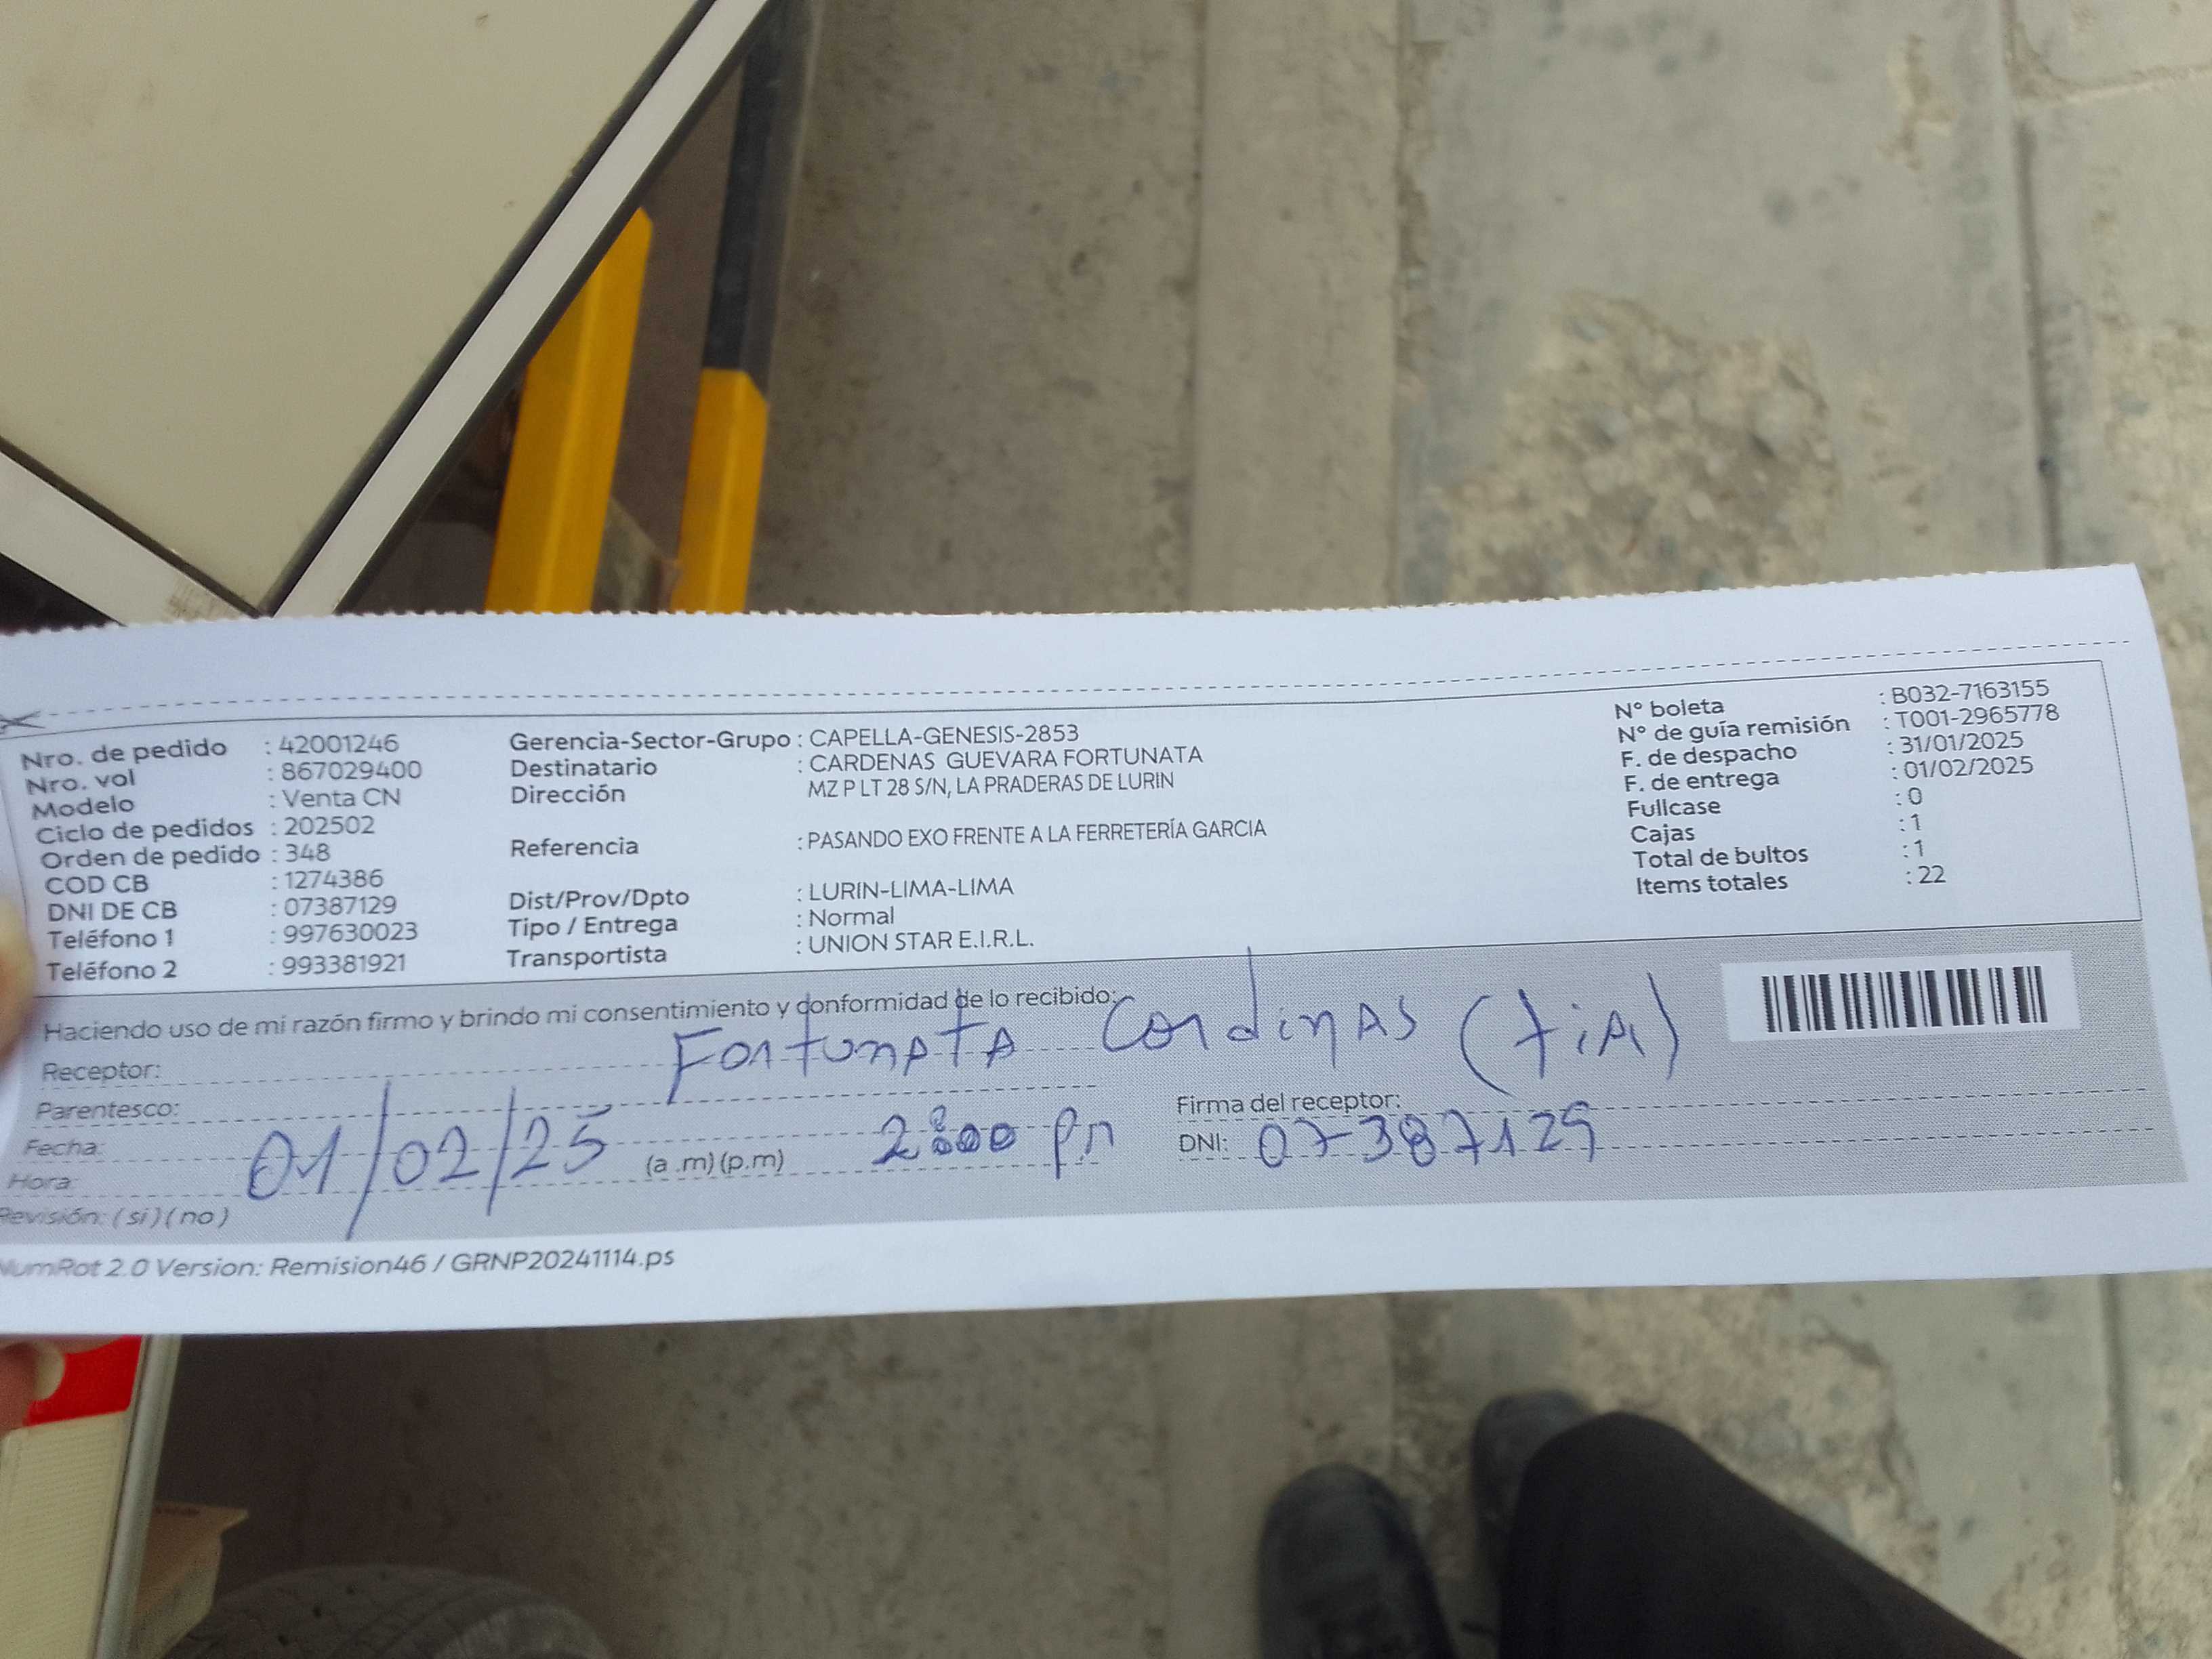 Nro. de pedido : 42001246
Nro. vol : 867029400
Modelo : Venta CN
Ciclo de pedidos : 202502
Orden de pedido : 348
COD CB : 1274386
DNI DE CB : 07387129
Teléfono 1 : 997630023
Teléfono 2 : 993381921
Gerencia-Sector-Grupo : CAPELLA-GENESIS-2853
Destinatario : CARDENAS GUEVARA FORTUNATA
Dirección MZ P LT 28 S/N, LA PRADERAS DE LURIN
Referencia : PASANDO EXO FRENTE A LA FERRETERÍA GARCIA
Dist/Prov/Dpto : LURIN-LIMA-LIMA
Tipo / Entrega : Normal
Transportista : UNION STAR E.I.R.L.
N° boleta : B032-7163155
N° de guía remisión : T001-2965778
F. de despacho : 31/01/2025
F. de entrega : 01/02/2025
Fullcase : 0
Cajas : 1
Total de bultos : 1
Items totales : 22
Haciendo uso de mi razón firmo y brindo mi consentimiento y conformidad de lo recibido:
Receptor: Fortunata Cardinas (tia)
Parentesco:
Fecha: 01/02/25
Hora: (a .m) (p.m) pm
Revisión: ( si ) ( no )
Firma del receptor:
DNI: 07387129
NumRot 2.0 Version: Remision46 / GRNP20241114.ps